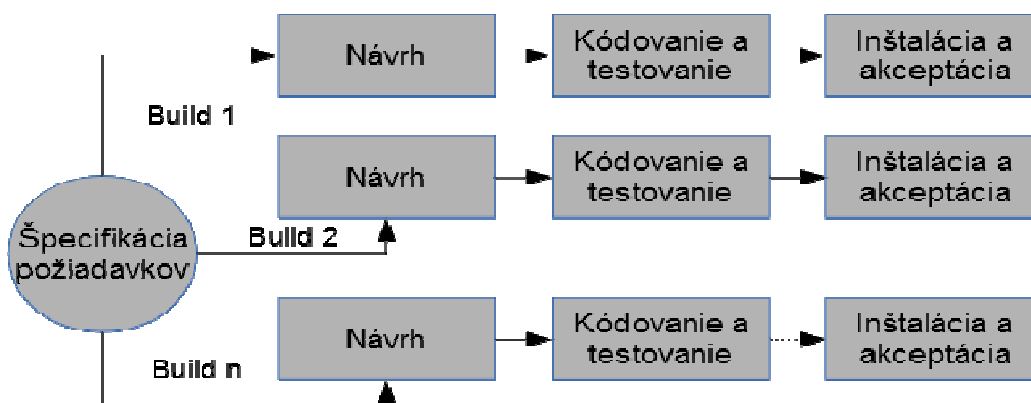 Návrh
Kódovanie a
testovanie
Inštalácia a
akceptácia
Build 1
Návrh
Kódovanie a
testovanie
Inštalácia a
akceptácia
Špecifikácia
požiadavkov
Build 2
Návrh
Kódovanie a
testovanie
Inštalácia a
akceptácia
Build n